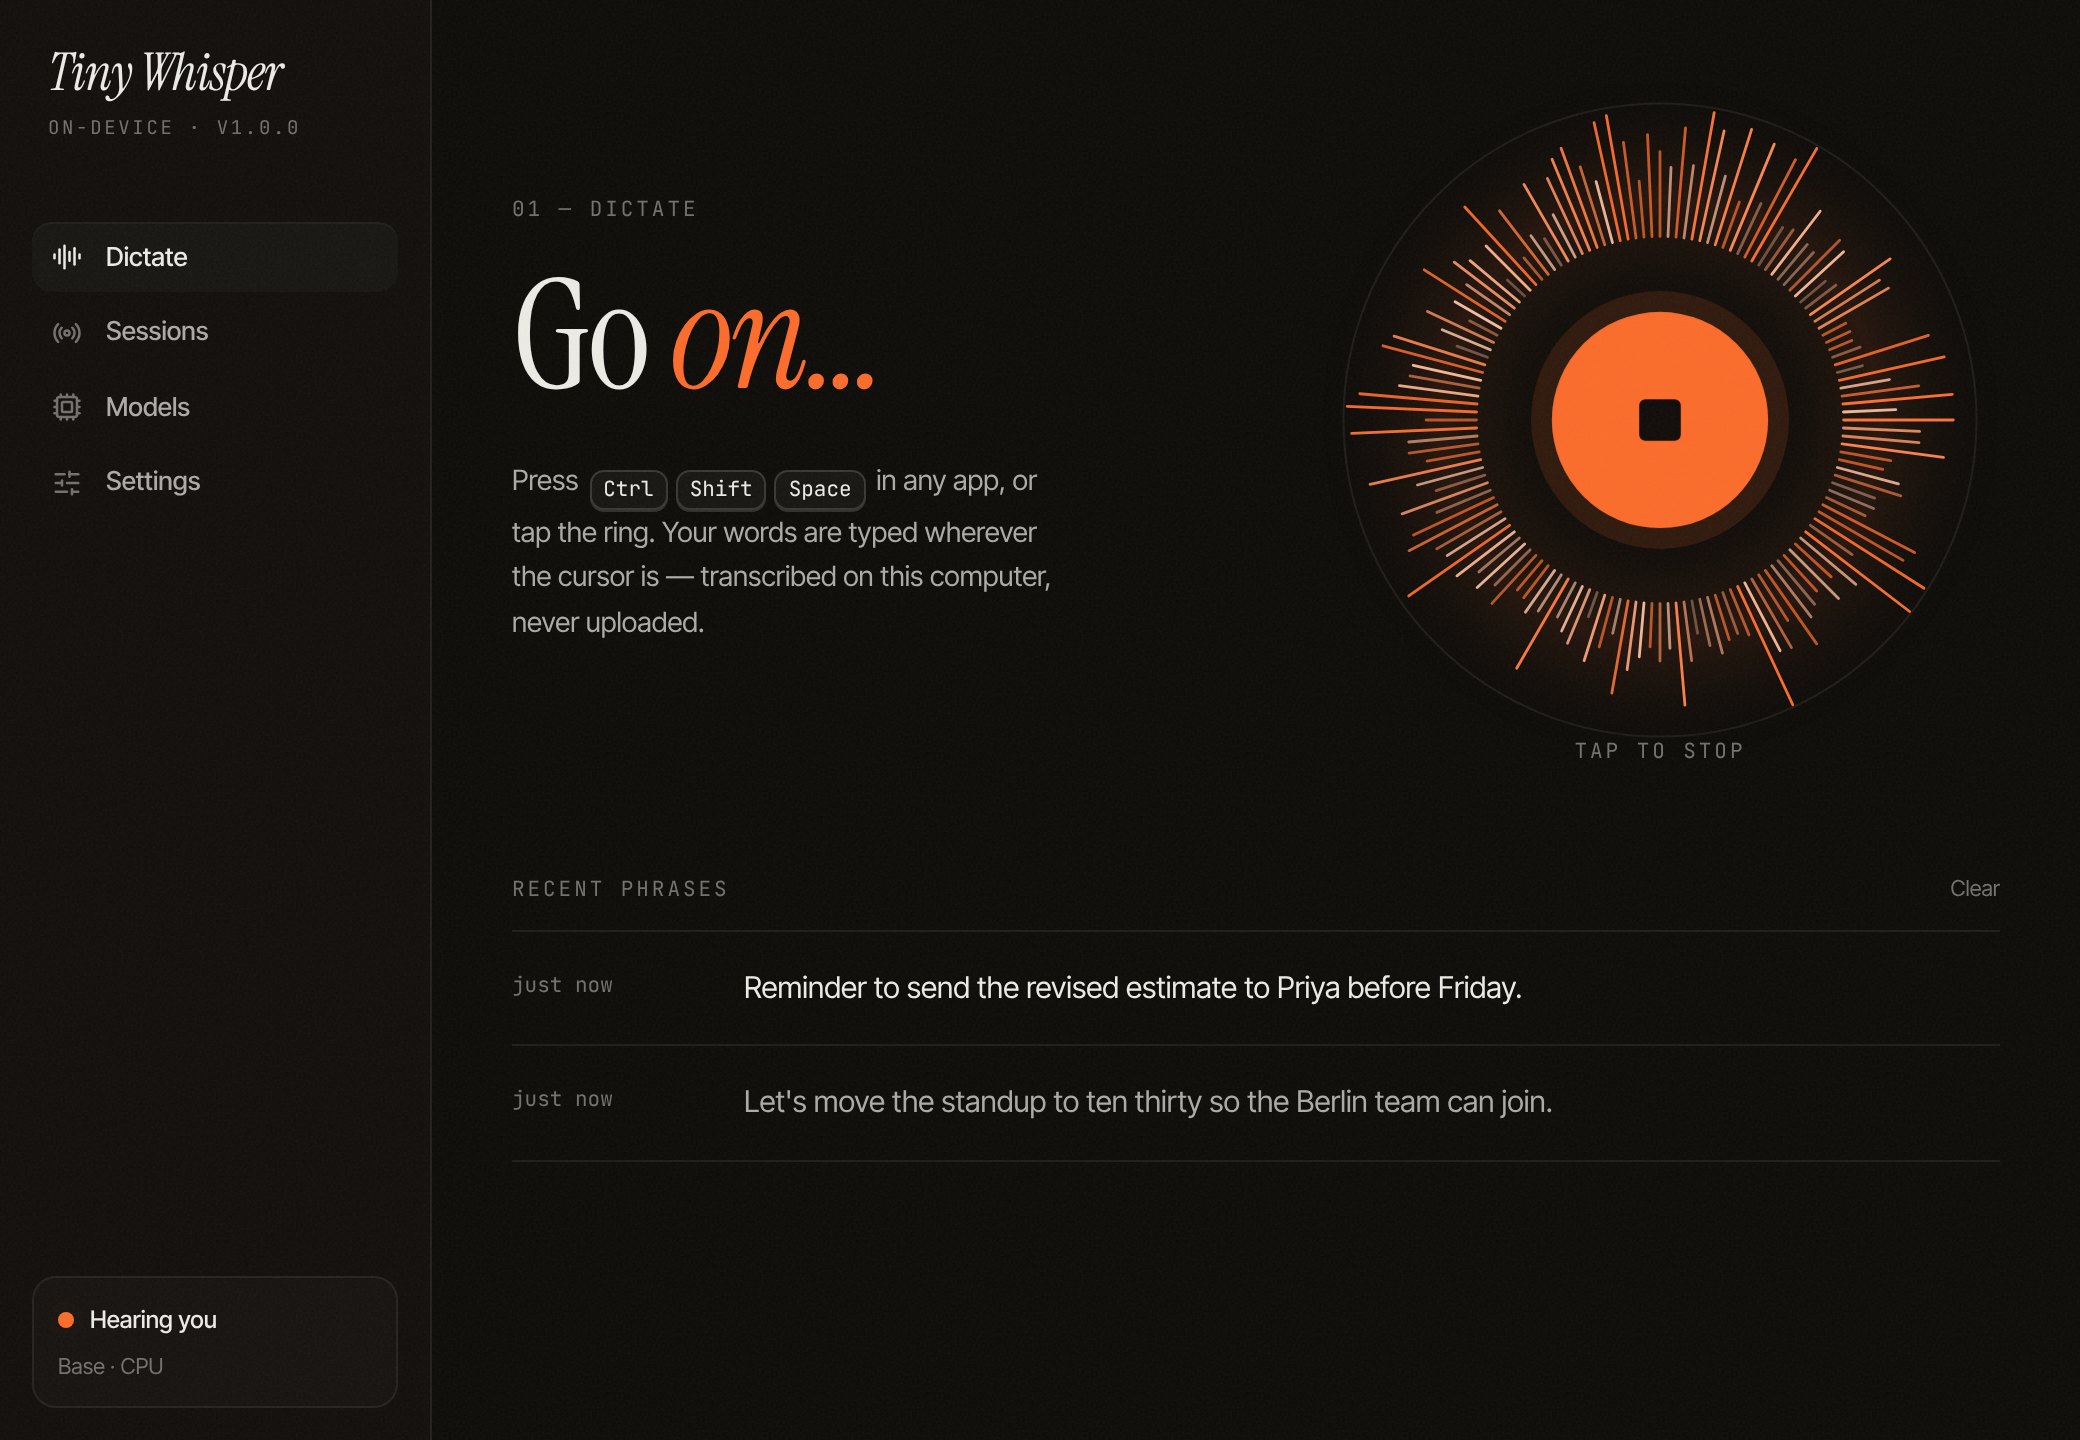 Tiny Whisper
ON-DEVICE · V1.0.0
Dictate
Sessions
Models
Settings
Hearing you
Base · CPU
01 — DICTATE
Go on...
Press Ctrl Shift Space in any app, or
tap the ring. Your words are typed wherever
the cursor is — transcribed on this computer,
never uploaded.
TAP TO STOP
RECENT PHRASES
Clear
just now
Reminder to send the revised estimate to Priya before Friday.
just now
Let's move the standup to ten thirty so the Berlin team can join.